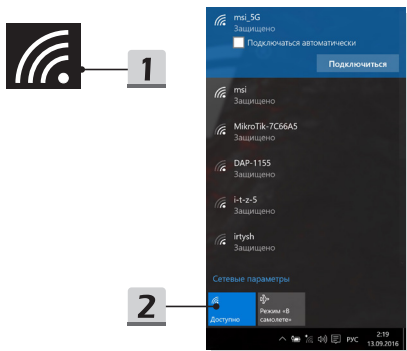 1
msi_5G
Защищено
Подключаться автоматически
Подключиться
msi
Защищено
MikroTik-7C66A5
Защищено
DAP-1155
Защищено
i-t-z-5
Защищено
irtysh
Защищено
Сетевые параметры
2
Доступно
Режим «В
самолете»
РУС
2:19
13.09.2016